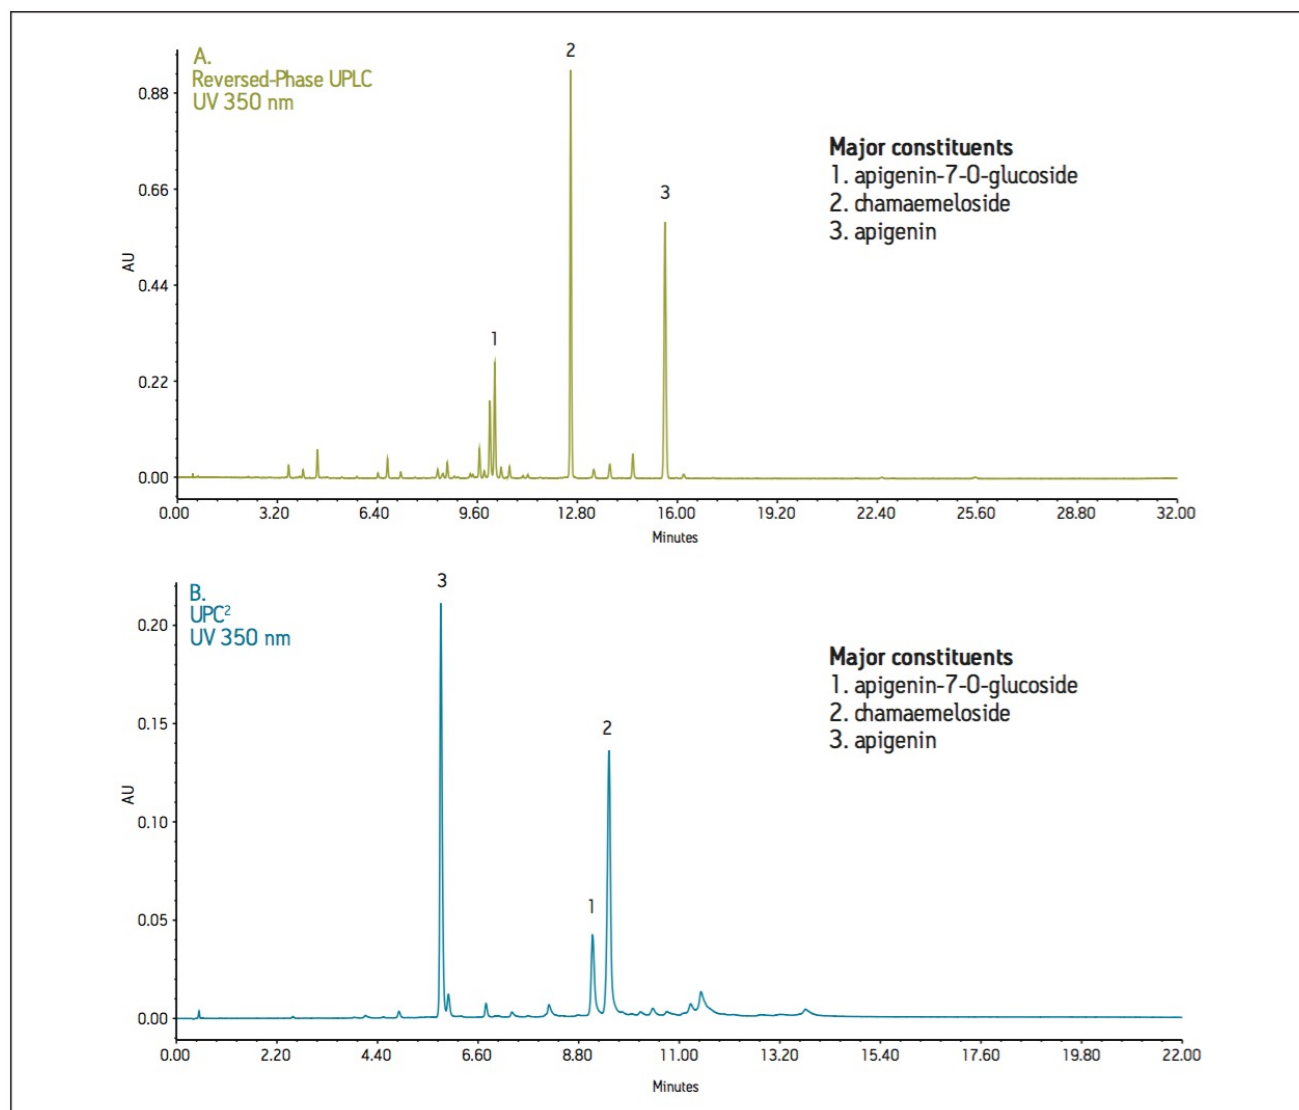 A.
Reversed-Phase UPLC
UV 350 nm
2
3
1
Major constituents
1. apigenin-7-O-glucoside
2. chamaemeloside
3. apigenin
AU
0.88
0.66
0.44
0.22
0.00
0.00 3.20 6.40 9.60 12.80 16.00 19.20 22.40 25.60 28.80 32.00
Minutes
B.
UPC²
UV 350 nm
3
2
1
Major constituents
1. apigenin-7-O-glucoside
2. chamaemeloside
3. apigenin
AU
0.20
0.15
0.10
0.05
0.00
0.00 2.20 4.40 6.60 8.80 11.00 13.20 15.40 17.60 19.80 22.00
Minutes